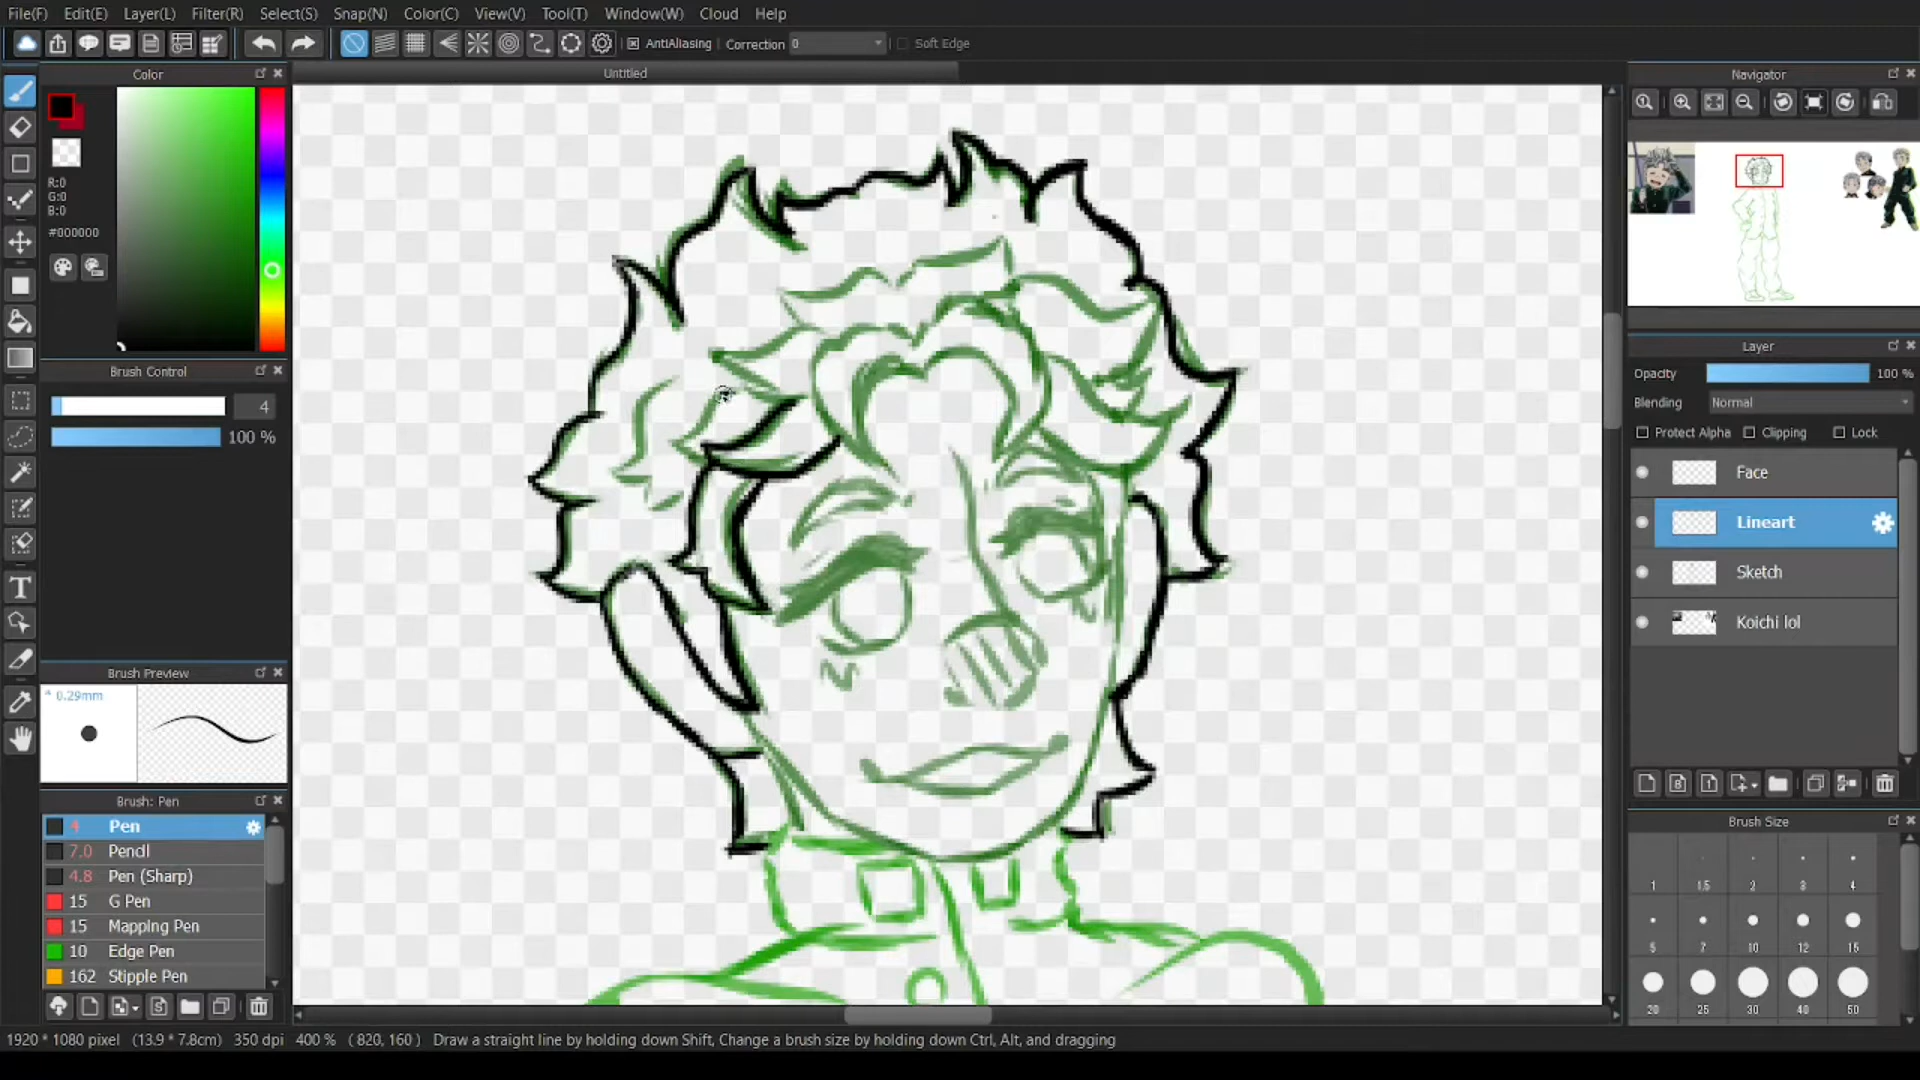 File(F) Edit(E) Layer(L) Filter(R) Select(S) Snap(N) Color(C) View(V) Tool(T) Window(W) Cloud Help
AntiAliasing Correction 0 Soft Edge
Color
Untitled
Navigator
R:0
G:0
B:0
#000000
Brush Control
4
100 %
Layer
Opacity 100 %
Blending Normal
Protect Alpha Clipping Lock
Face
Lineart
Sketch
Koichi lol
Brush Preview
* 0.29mm
Brush: Pen
4 Pen
7.0 Pencil
4.8 Pen (Sharp)
15 G Pen
15 Mapping Pen
10 Edge Pen
162 Stipple Pen
Brush Size
1 1.5 2 3 4
5 7 10 12 15
20 25 30 40 50
1920 * 1080 pixel (13.9 * 7.8cm) 350 dpi 400 % ( 820, 160 ) Draw a straight line by holding down Shift, Change a brush size by holding down Ctrl, Alt, and dragging